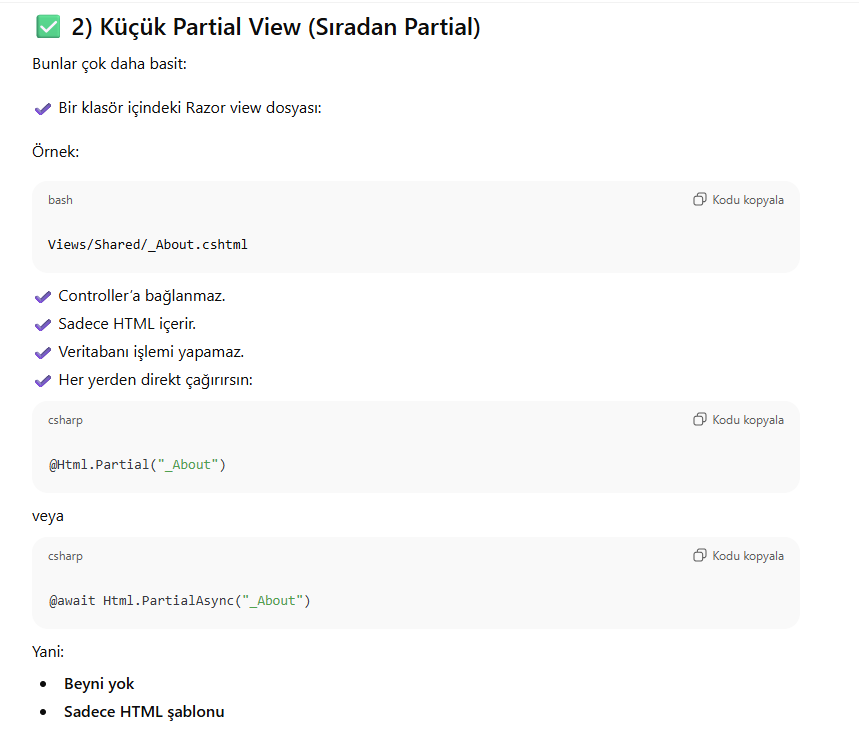 ✅ 2) Küçük Partial View (Sıradan Partial)
Bunlar çok daha basit:
✔ Bir klasör içindeki Razor view dosyası:
Örnek:
bash
Kodu kopyala
Views/Shared/_About.cshtml
✔ Controller’a bağlanmaz.
✔ Sadece HTML içerir.
✔ Veritabanı işlemi yapamaz.
✔ Her yerden direkt çağırırsın:
csharp
Kodu kopyala
@Html.Partial("_About")
veya
csharp
Kodu kopyala
@await Html.PartialAsync("_About")
Yani:
• Beyni yok
• Sadece HTML şablonu